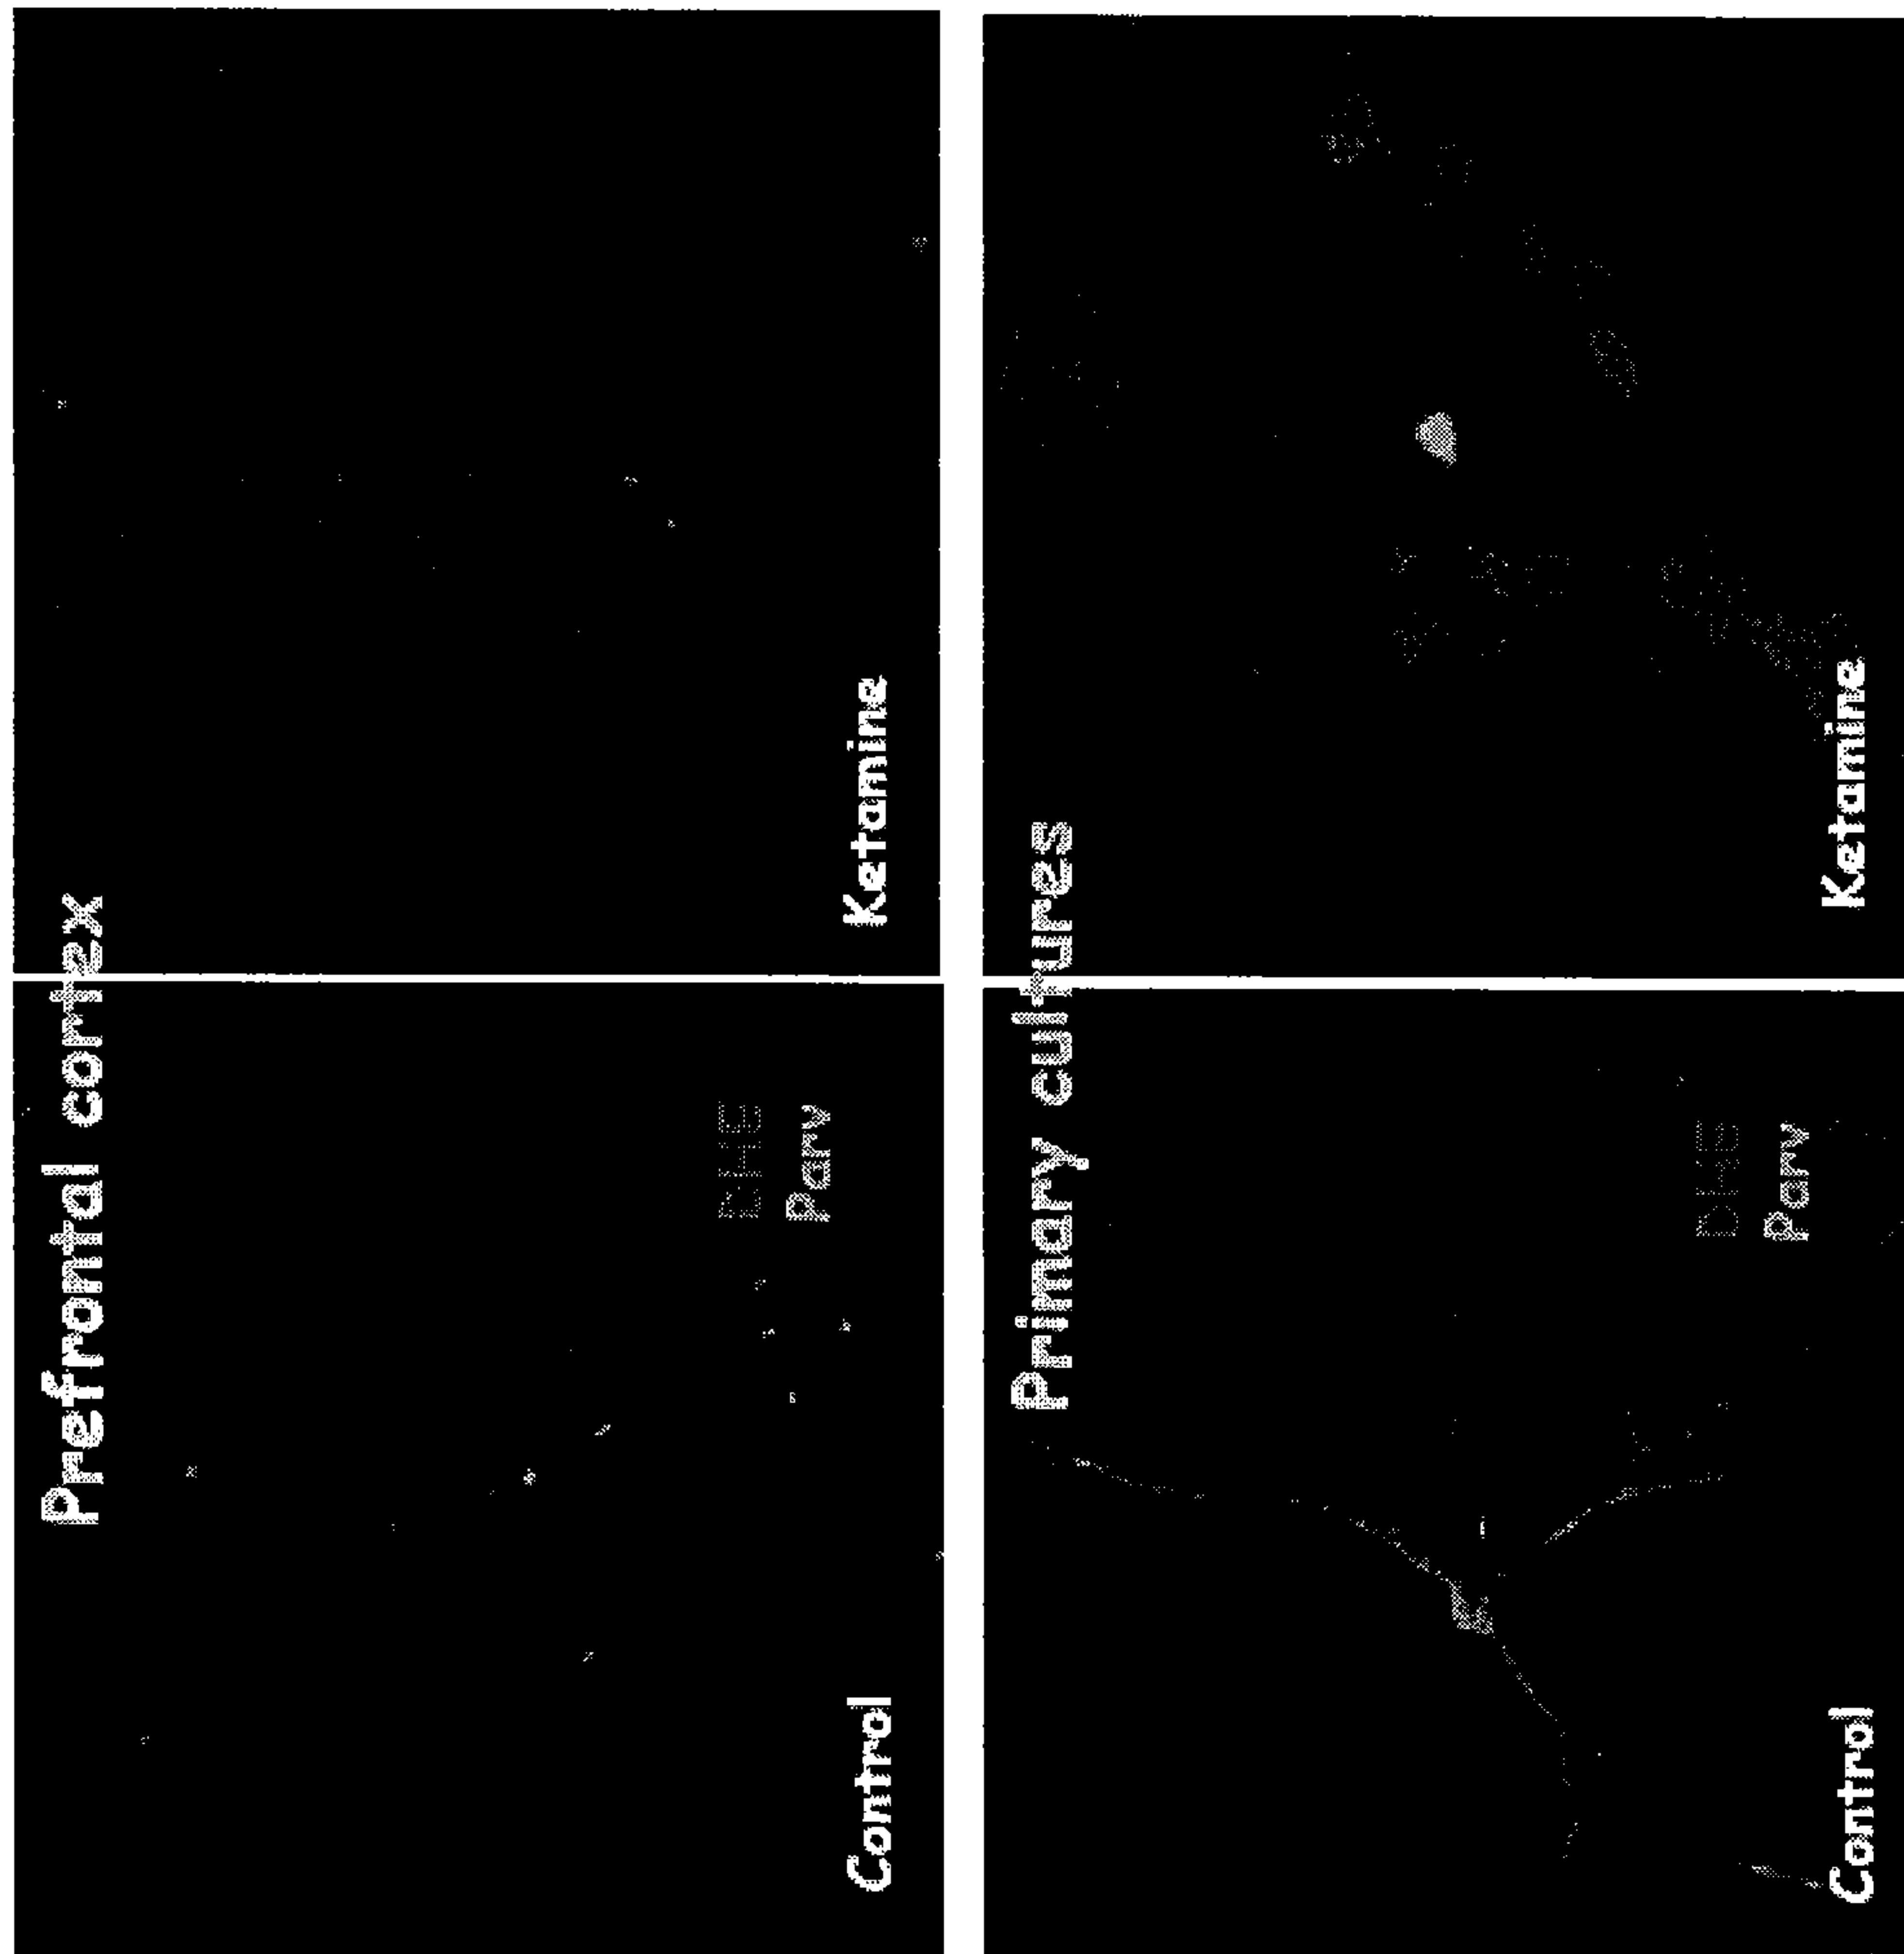 Prefrontal cortex
DHE
Parv
Control
Ketamine
Primary cultures
DHE
Parv
Control
Ketamine